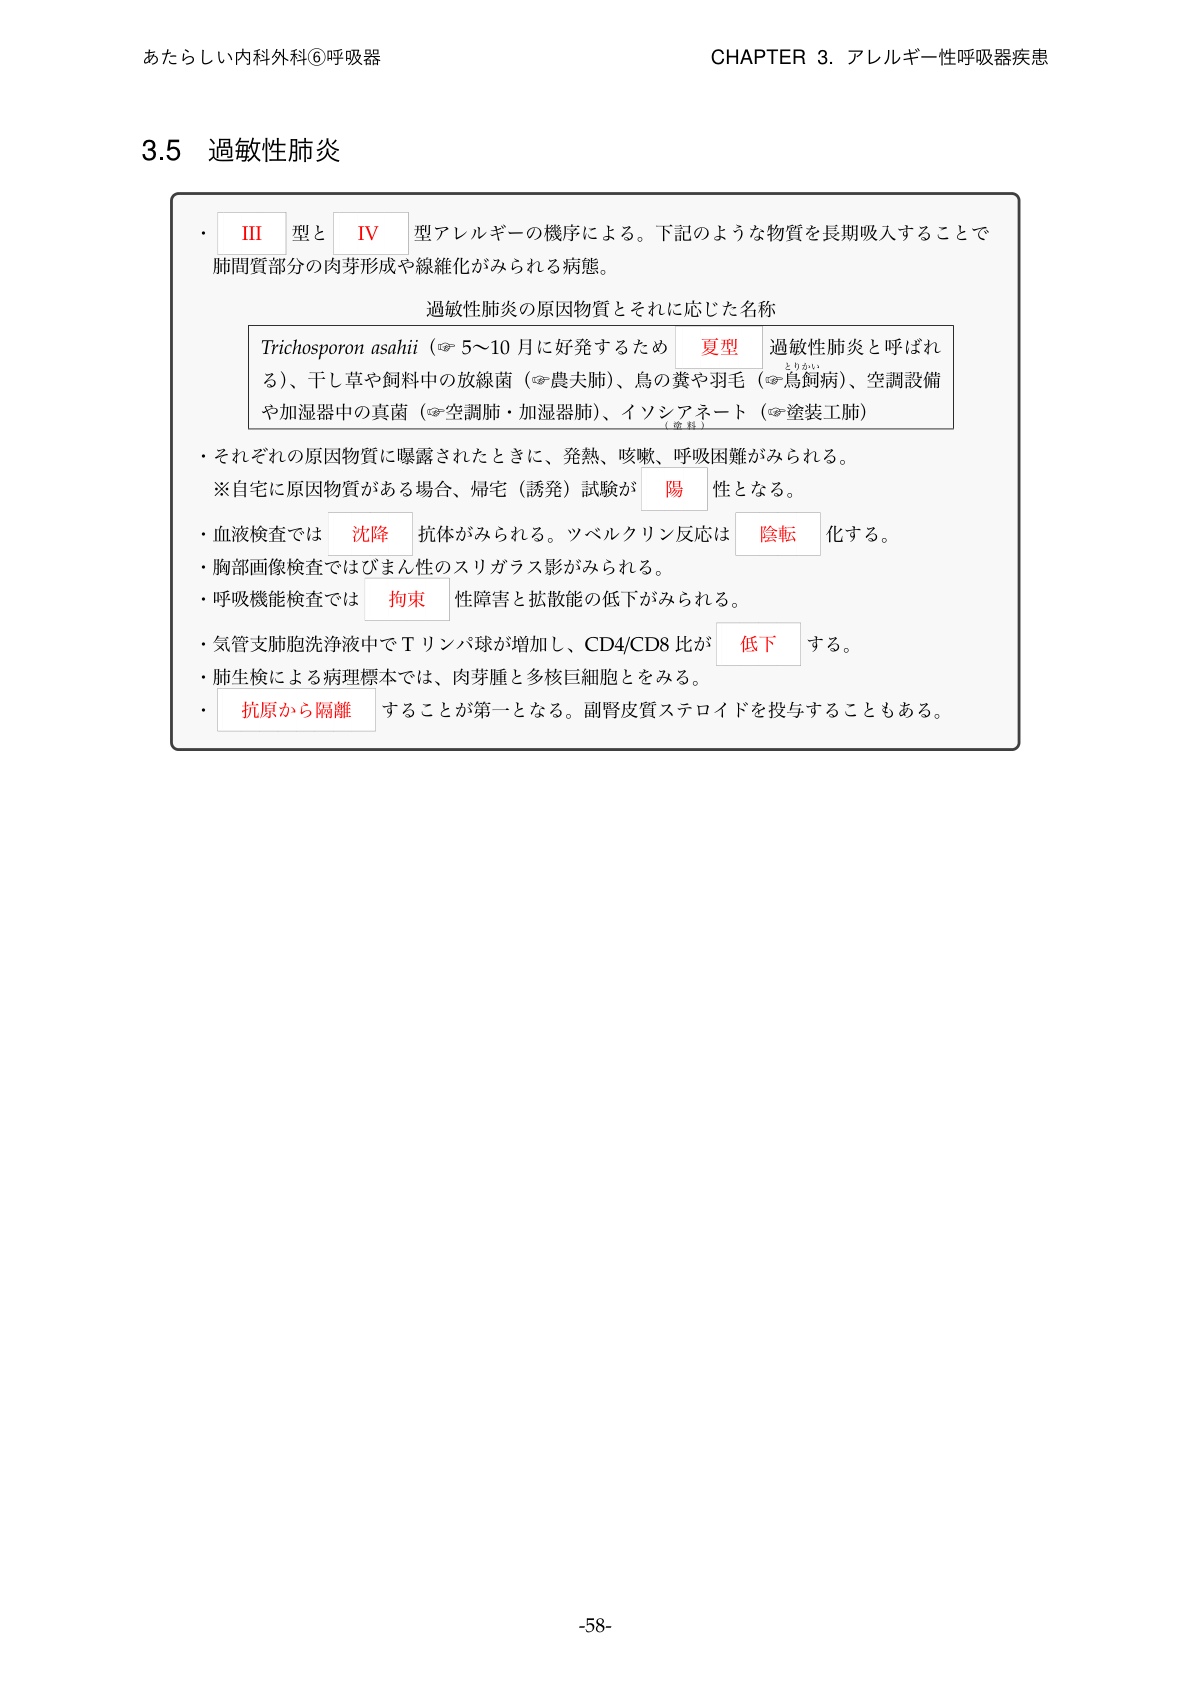 あたらしい内科外科⑥呼吸器
CHAPTER 3. アレルギー性呼吸器疾患
3.5 過敏性肺炎
・ III 型と IV 型アレルギーの機序による。下記のような物質を長期吸入することで
肺間質部分の肉芽形成や線維化がみられる病態。
過敏性肺炎の原因物質とそれに応じた名称
Trichosporon asahii（☞ 5〜10 月に好発するため 夏型 過敏性肺炎と呼ばれ
る）、干し草や飼料中の放線菌（☞農夫肺）、鳥の糞や羽毛（☞鳥飼病）、空調設備
とりかい
や加湿器中の真菌（☞空調肺・加湿器肺）、イソシアネート（☞塗装工肺）
（塗料）
・それぞれの原因物質に曝露されたときに、発熱、咳嗽、呼吸困難がみられる。
※自宅に原因物質がある場合、帰宅（誘発）試験が 陽 性となる。
・血液検査では 沈降 抗体がみられる。ツベルクリン反応は 陰転 化する。
・胸部画像検査ではびまん性のスリガラス影がみられる。
・呼吸機能検査では 拘束 性障害と拡散能の低下がみられる。
・気管支肺胞洗浄液中で T リンパ球が増加し、CD4/CD8 比が 低下 する。
・肺生検による病理標本では、肉芽腫と多核巨細胞とをみる。
・ 抗原から隔離 することが第一となる。副腎皮質ステロイドを投与することもある。
-58-